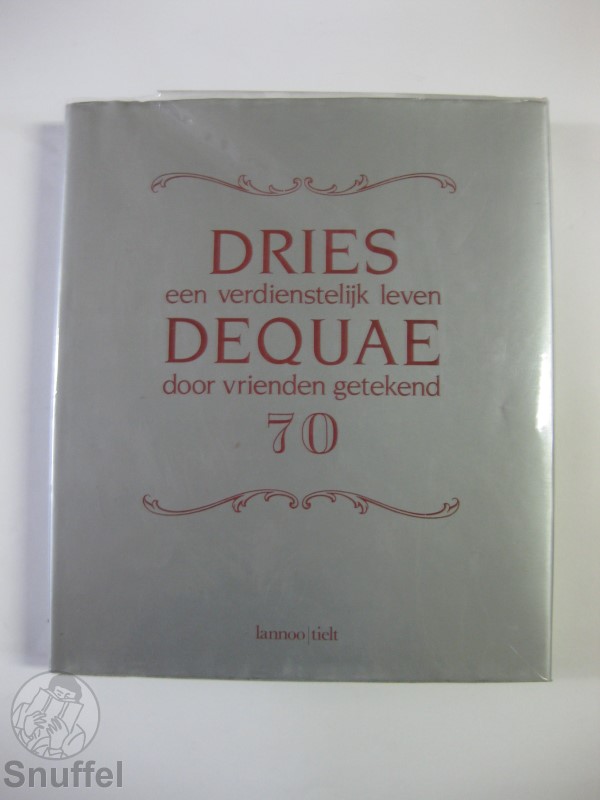 DRIES
een verdienstelijk leven
DEQUAE
door vrienden getekend
70
lannoo|tielt
Snuffel